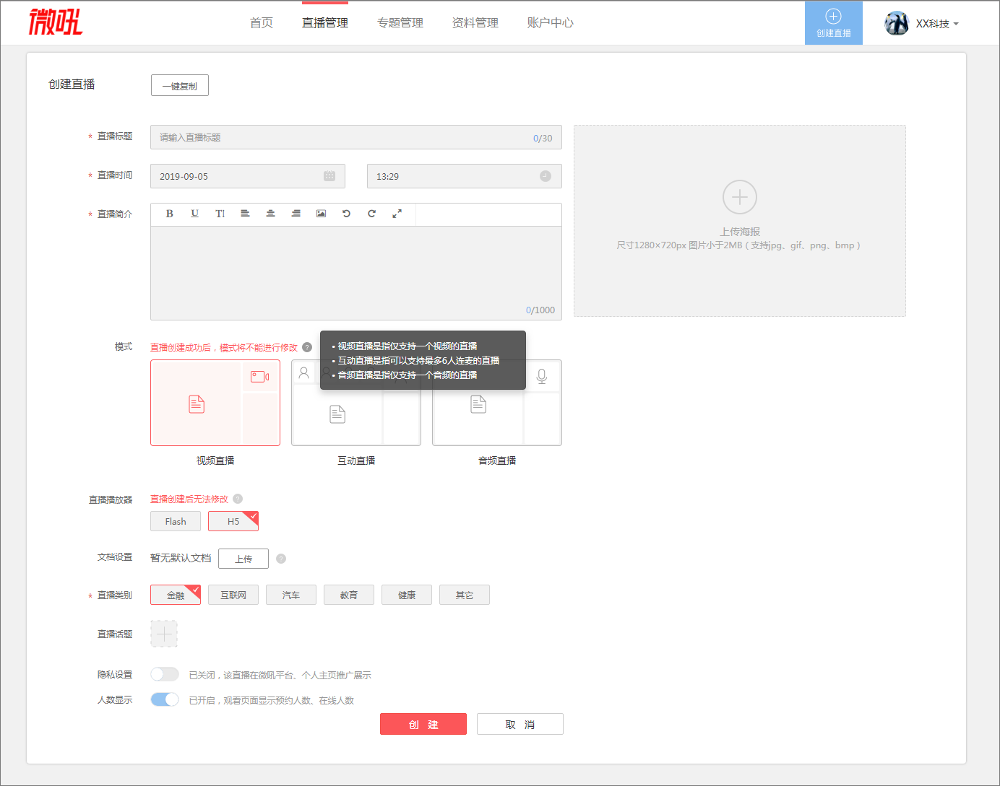 微吼
首页 直播管理 专题管理 资料管理 账户中心
创建直播
XX科技
创建直播
一键复制
* 直播标题
请输入直播标题
0/30
* 直播时间
2019-09-05
13:29
* 直播简介
B U T!
0/1000
上传海报
尺寸1280×720px 图片小于2MB ( 支持jpg、gif、png、bmp )
模式
直播创建成功后，模式将不能进行修改 ?
• 视频直播是指仅支持一个视频的直播
• 互动直播是指可以支持最多6人连麦的直播
• 音频直播是指仅支持一个音频的直播
视频直播 互动直播 音频直播
直播播放器
直播创建后无法修改 ?
Flash H5
文档设置
暂无默认文档 上传 ?
* 直播类别
金融 互联网 汽车 教育 健康 其它
直播话题
隐私设置
已关闭，该直播在微吼平台、个人主页推广展示
人数显示
已开启，观看页面显示预约人数、在线人数
创 建 取 消